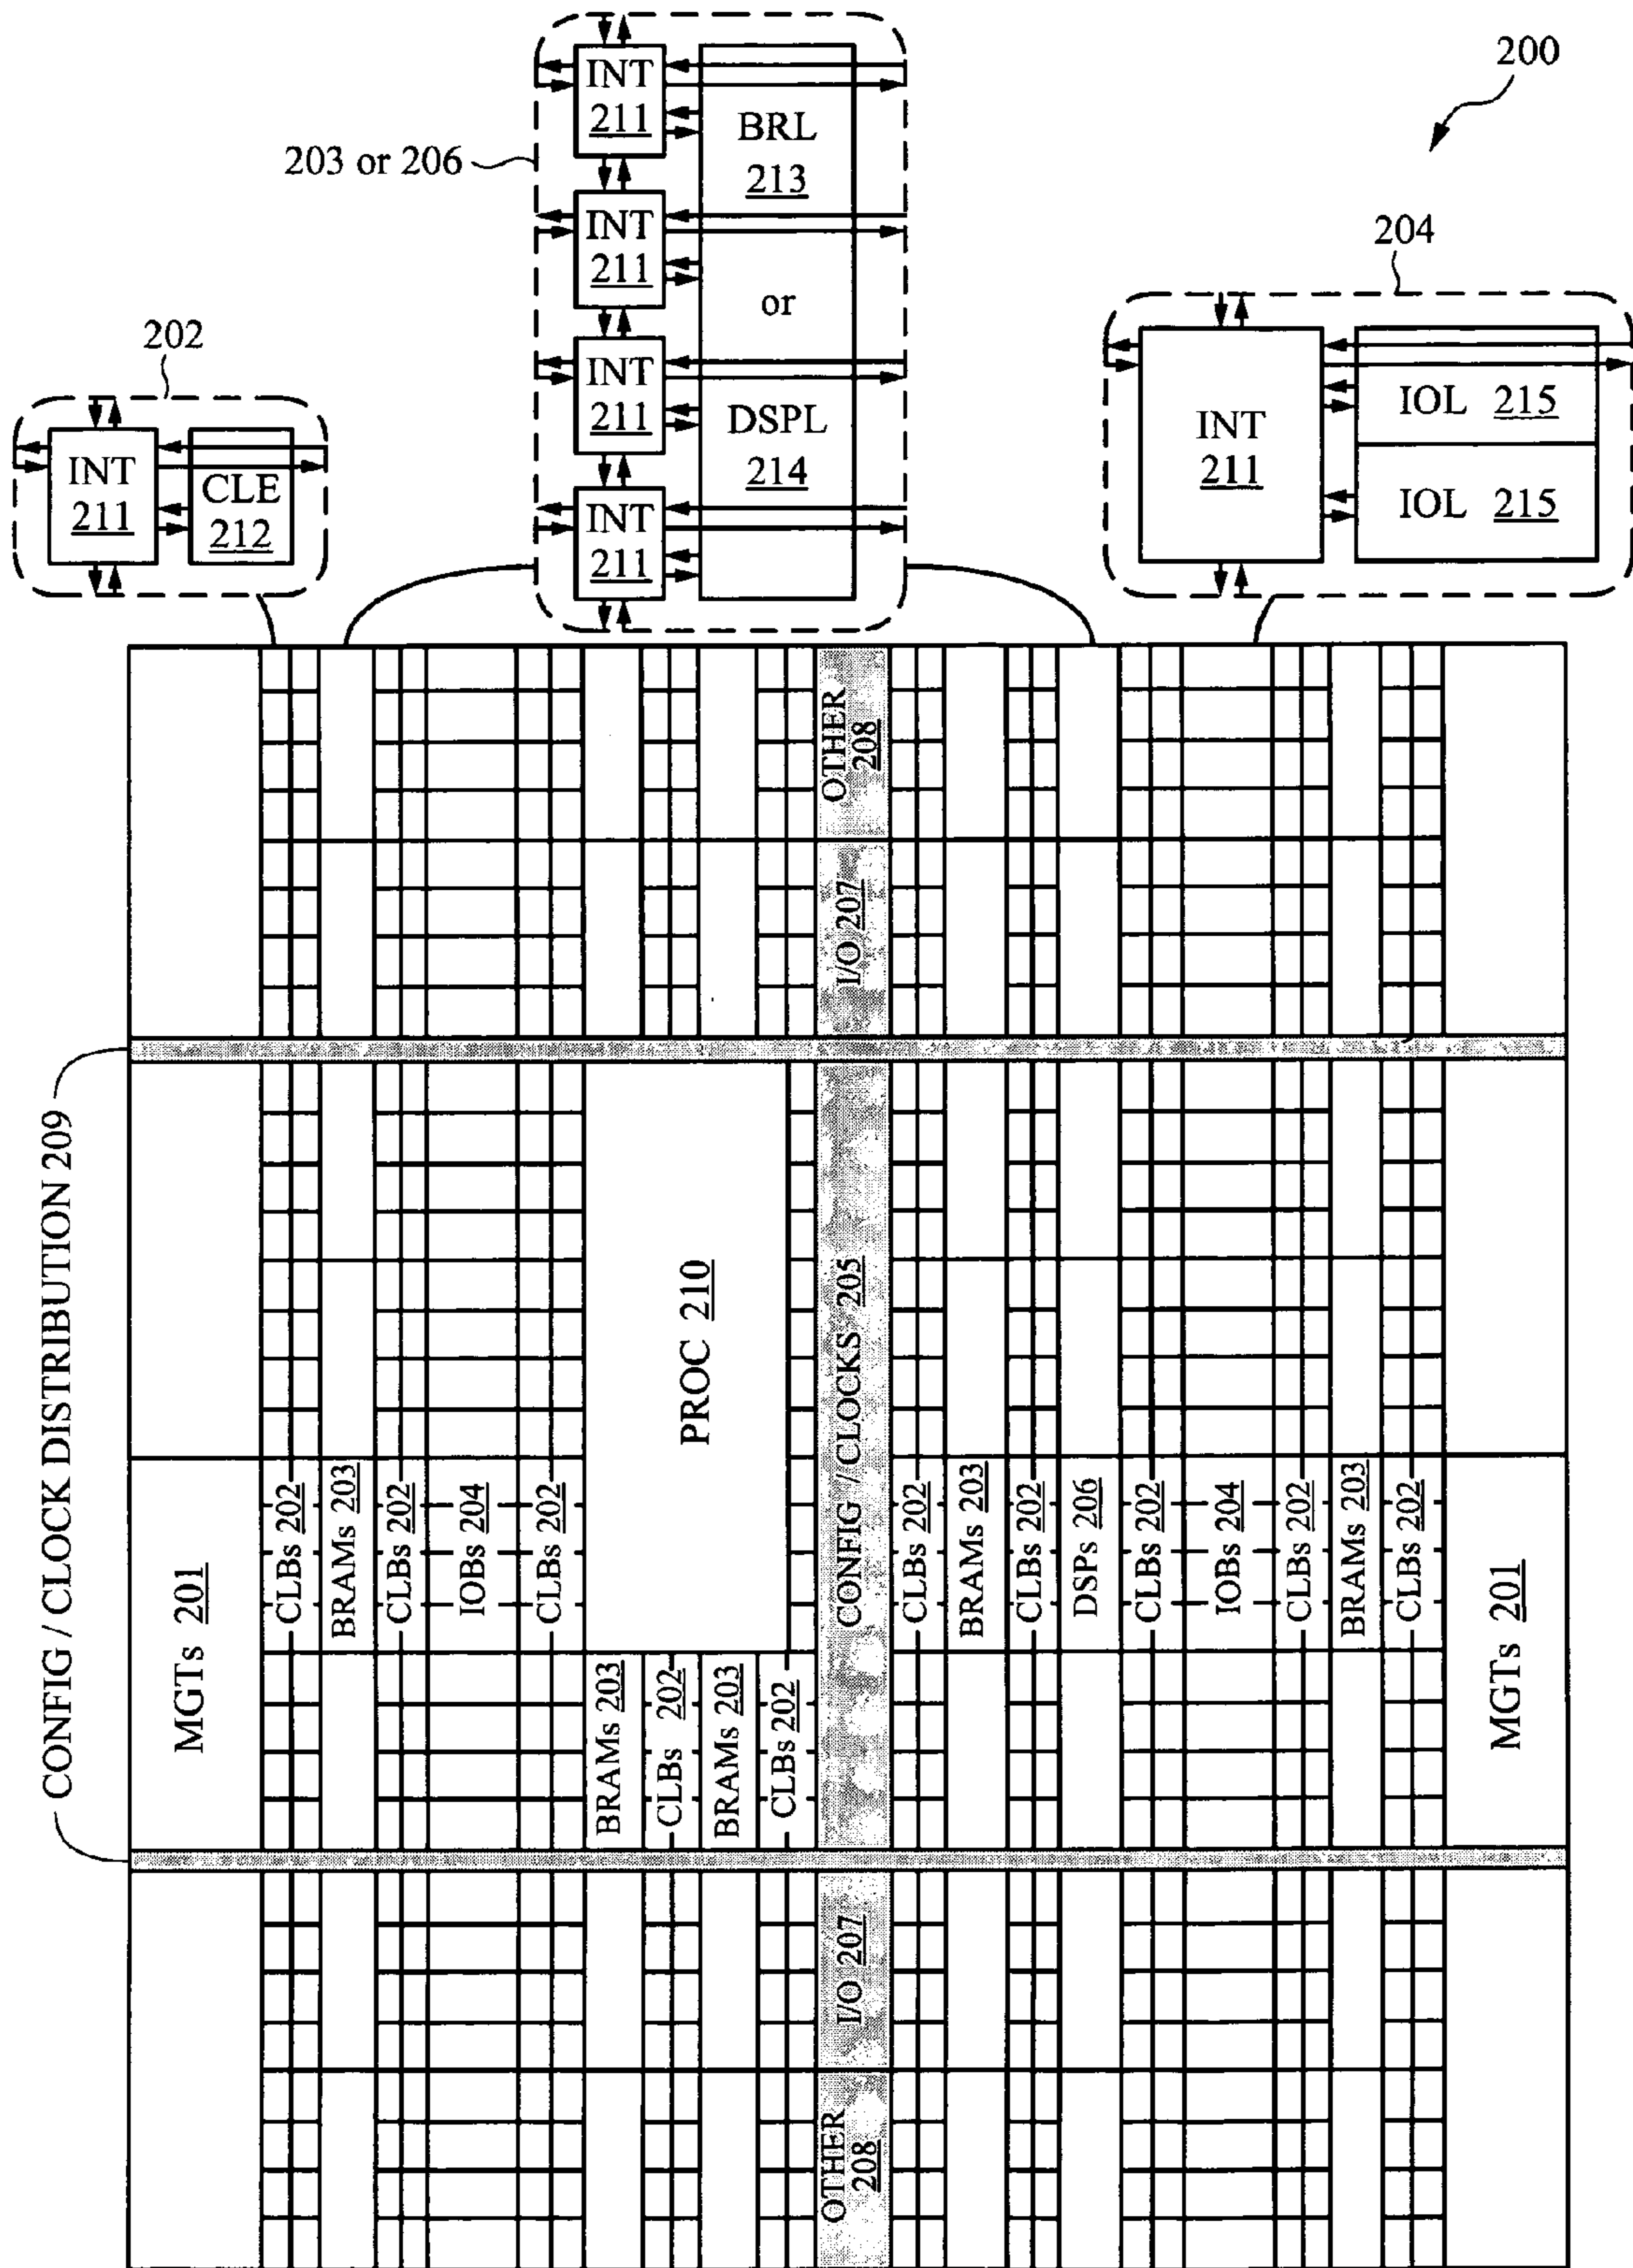 200
203 or 206
INT
211
INT
211
INT
211
INT
211
BRL
213
or
DSPL
214
204
INT
211
IOL 215
IOL 215
202
INT
211
CLE
212
OTHER
208
I/O 207
CONFIG / CLOCK DISTRIBUTION 209
PROC 210
CONFIG / CLOCKS 205
MGTs 201
CLBs 202
BRAMs 203
CLBs 202
IOBs 204
CLBs 202
BRAMs 203
CLBs 202
BRAMs 203
CLBs 202
CLBs 202
BRAMs 203
CLBs 202
DSPs 206
CLBs 202
IOBs 204
CLBs 202
BRAMs 203
CLBs 202
MGTs 201
I/O 207
OTHER
208